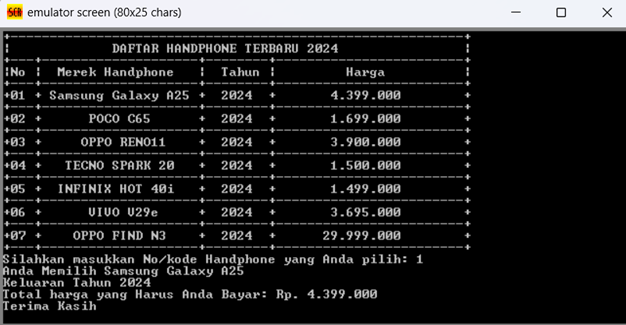 emulator screen (80x25 chars)
DAFTAR HANDPHONE TERBARU 2024
No | Merek Handphone | Tahun | Harga
01 + Samsung Galaxy A25 + 2024 + 4.399.000
02 + POCO C65 + 2024 + 1.699.000
03 + OPPO RENO11 + 2024 + 3.900.000
04 + TECNO SPARK 20 + 2024 + 1.500.000
05 + INFINIX HOT 40i + 2024 + 1.499.000
06 + VIVO V29e + 2024 + 3.695.000
07 + OPPO FIND N3 + 2024 + 29.999.000
Silahkan masukkan No/kode Handphone yang Anda pilih: 1
Anda Memilih Samsung Galaxy A25
Keluaran Tahun 2024
Total harga yang Harus Anda Bayar: Rp. 4.399.000
Terima Kasih